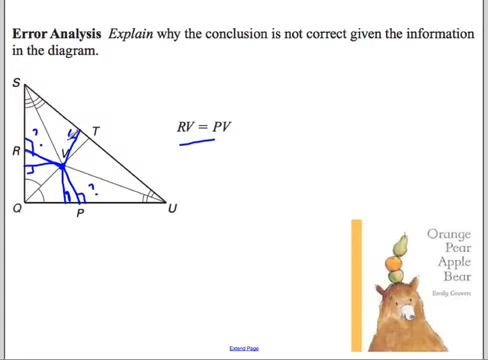 Error Analysis Explain why the conclusion is not correct given the information
in the diagram.
S
?
T
V
R
RV = PV
?
Q
P
U
Orange
Pear
Apple
Bear
Emily Gravett
Extend Page